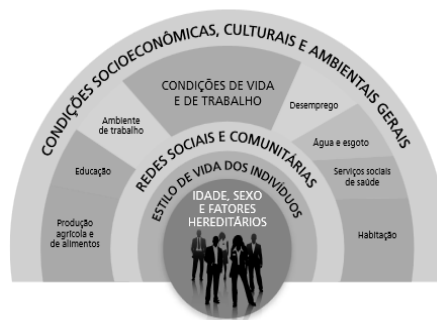 CONDIÇÕES SOCIOECONÔMICAS, CULTURAIS E AMBIENTAIS GERAIS
CONDIÇÕES DE VIDA
E DE TRABALHO
Ambiente
de trabalho
Desemprego
Educação
Água e esgoto
Produção
agrícola e
de alimentos
Serviços sociais
de saúde
Habitação
REDES SOCIAIS E COMUNITÁRIAS
ESTILO DE VIDA DOS INDIVÍDUOS
IDADE, SEXO
E FATORES
HEREDITÁRIOS